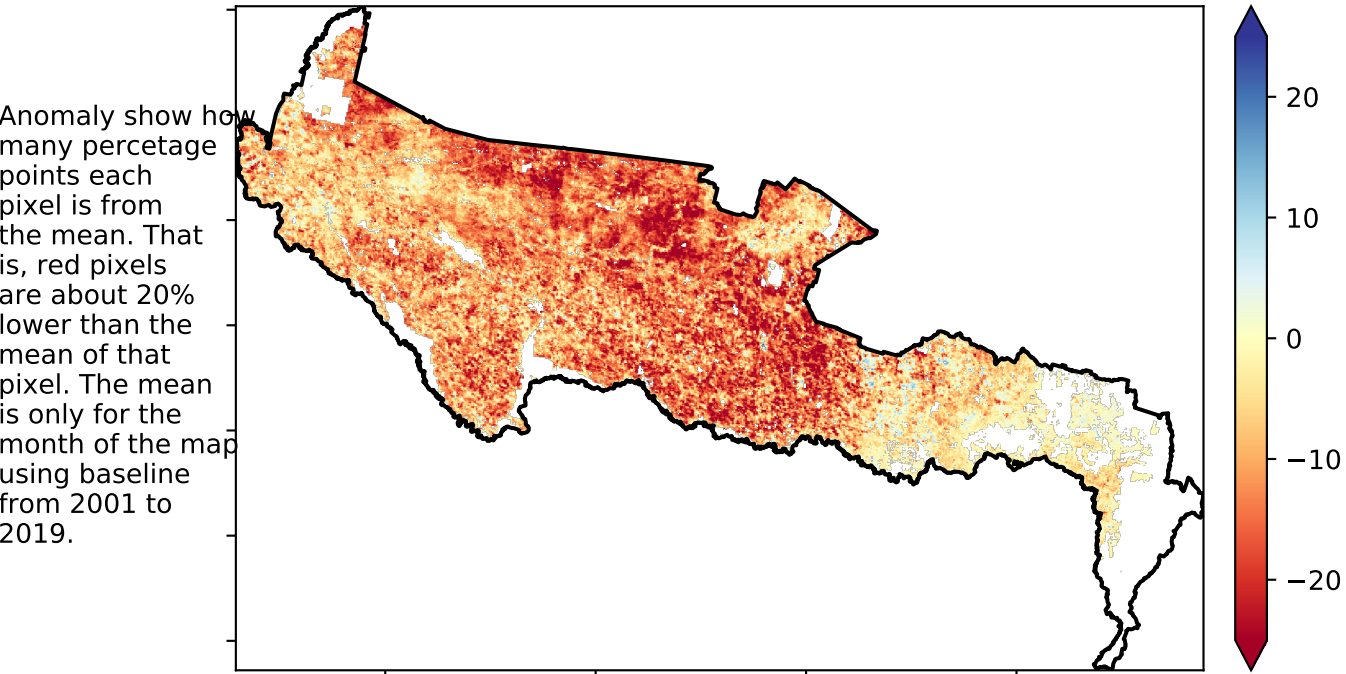 Anomaly show how
many percetage
points each
pixel is from
the mean. That
is, red pixels
are about 20%
lower than the
mean of that
pixel. The mean
is only for the
month of the map
using baseline
from 2001 to
2019.
20
10
0
−10
−20